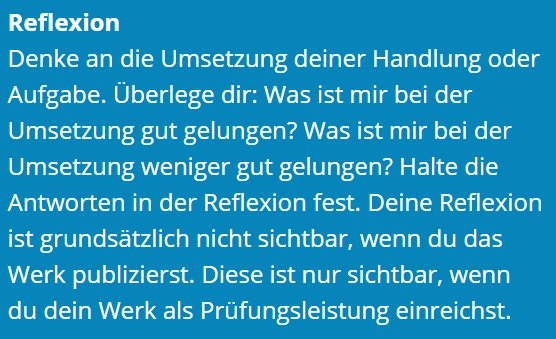 Reflexion
Denke an die Umsetzung deiner Handlung oder
Aufgabe. Überlege dir: Was ist mir bei der
Umsetzung gut gelungen? Was ist mir bei der
Umsetzung weniger gut gelungen? Halte die
Antworten in der Reflexion fest. Deine Reflexion
ist grundsätzlich nicht sichtbar, wenn du das
Werk publizierst. Diese ist nur sichtbar, wenn
du dein Werk als Prüfungsleistung einreichst.